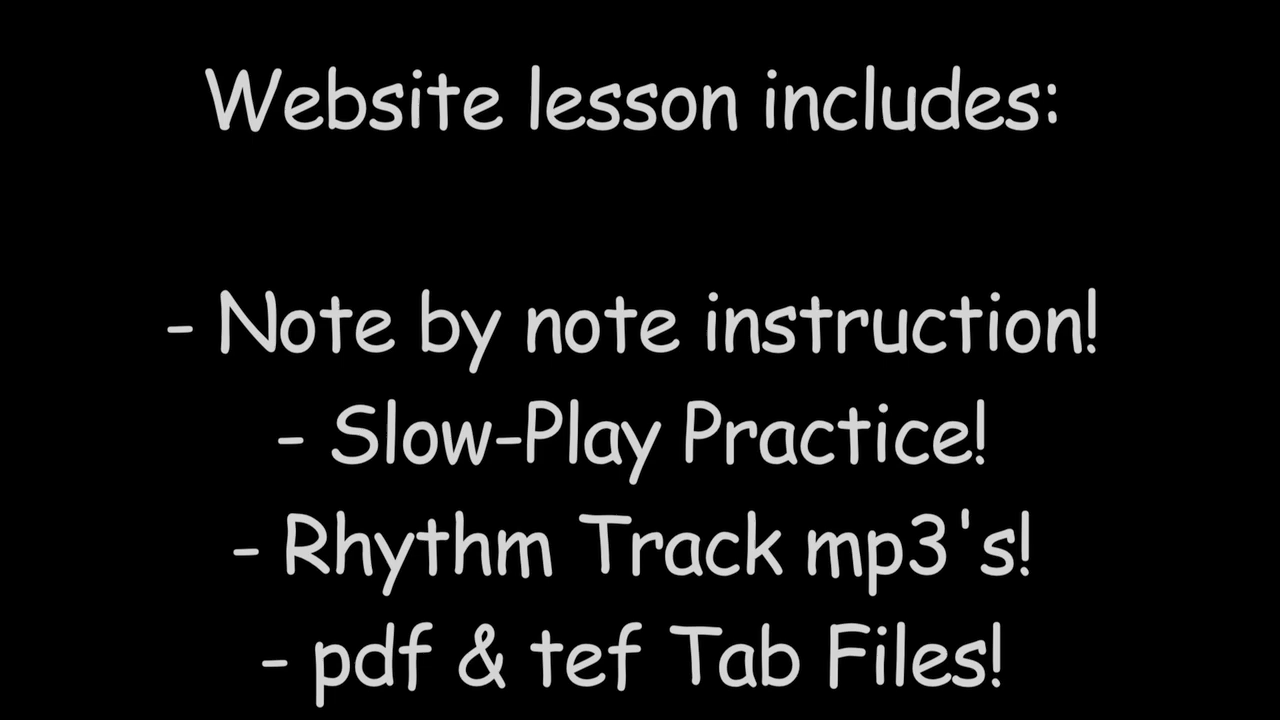 Website lesson includes:
- Note by note instruction!
- Slow-Play Practice!
- Rhythm Track mp3's!
- pdf & tef Tab Files!